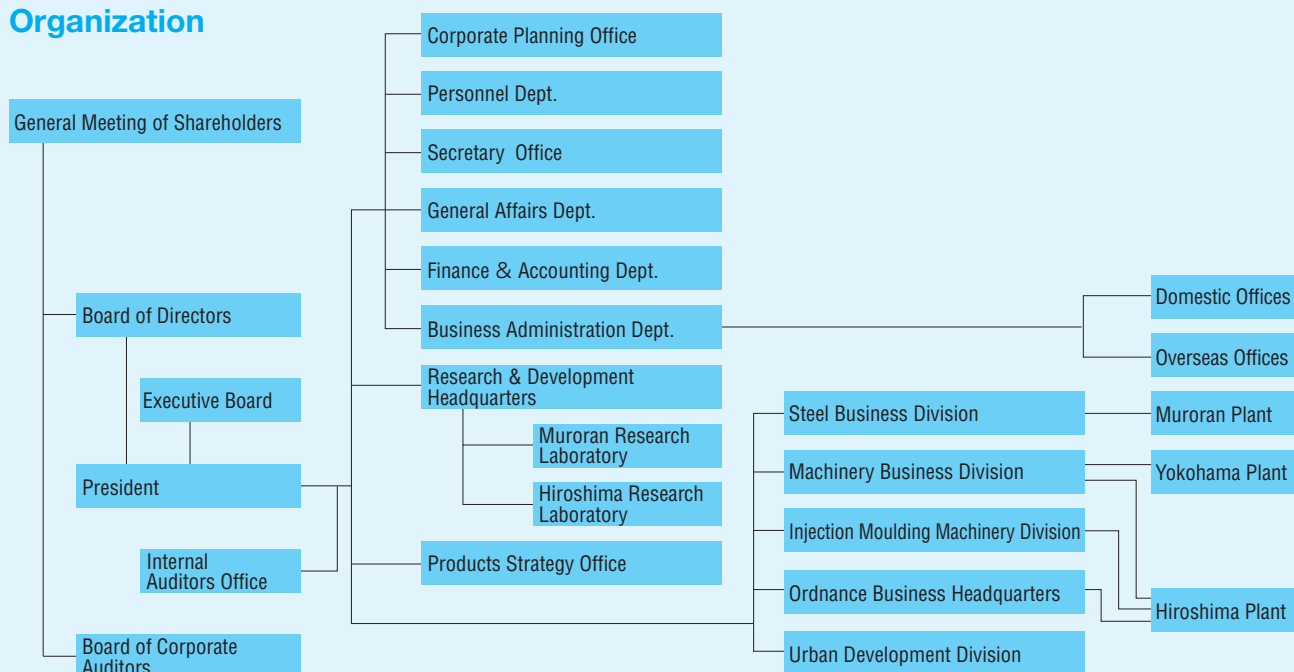 Organization
General Meeting of Shareholders
Board of Directors
Executive Board
President
Internal
Auditors Office
Board of Corporate
Auditors
Corporate Planning Office
Personnel Dept.
Secretary Office
General Affairs Dept.
Finance & Accounting Dept.
Business Administration Dept.
Research & Development
Headquarters
Muroran Research
Laboratory
Hiroshima Research
Laboratory
Products Strategy Office
Steel Business Division
Machinery Business Division
Injection Moulding Machinery Division
Ordnance Business Headquarters
Urban Development Division
Domestic Offices
Overseas Offices
Muroran Plant
Yokohama Plant
Hiroshima Plant